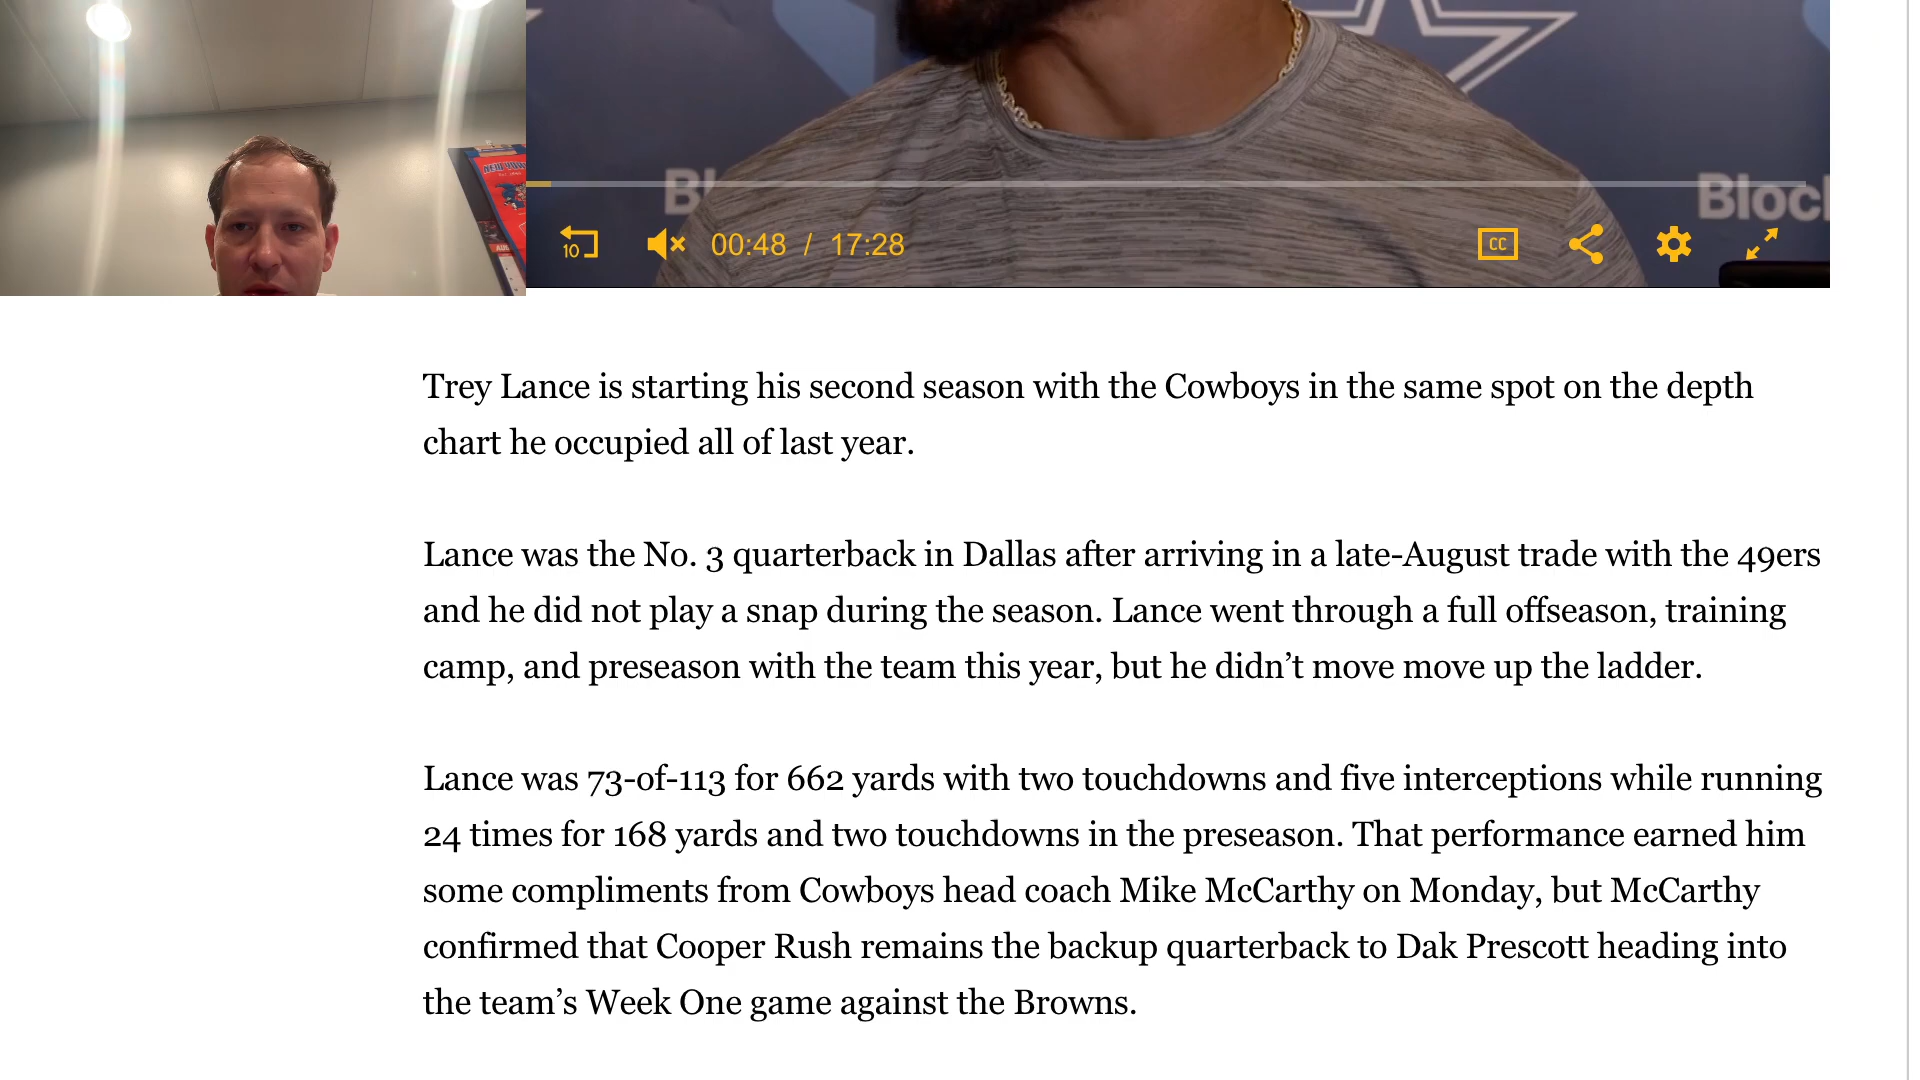 NEW YORK
Bl
Block
10
00:48 / 17:28
CC
Trey Lance is starting his second season with the Cowboys in the same spot on the depth
chart he occupied all of last year.
Lance was the No. 3 quarterback in Dallas after arriving in a late-August trade with the 49ers
and he did not play a snap during the season. Lance went through a full offseason, training
camp, and preseason with the team this year, but he didn’t move move up the ladder.
Lance was 73-of-113 for 662 yards with two touchdowns and five interceptions while running
24 times for 168 yards and two touchdowns in the preseason. That performance earned him
some compliments from Cowboys head coach Mike McCarthy on Monday, but McCarthy
confirmed that Cooper Rush remains the backup quarterback to Dak Prescott heading into
the team’s Week One game against the Browns.